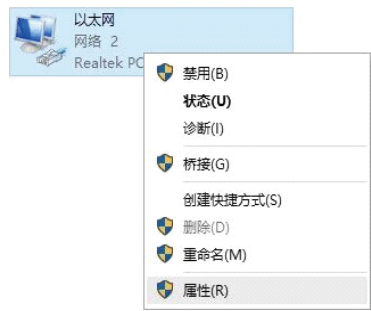 以太网
网络 2
Realtek PC
禁用(B)
状态(U)
诊断(I)
桥接(G)
创建快捷方式(S)
删除(D)
重命名(M)
属性(R)